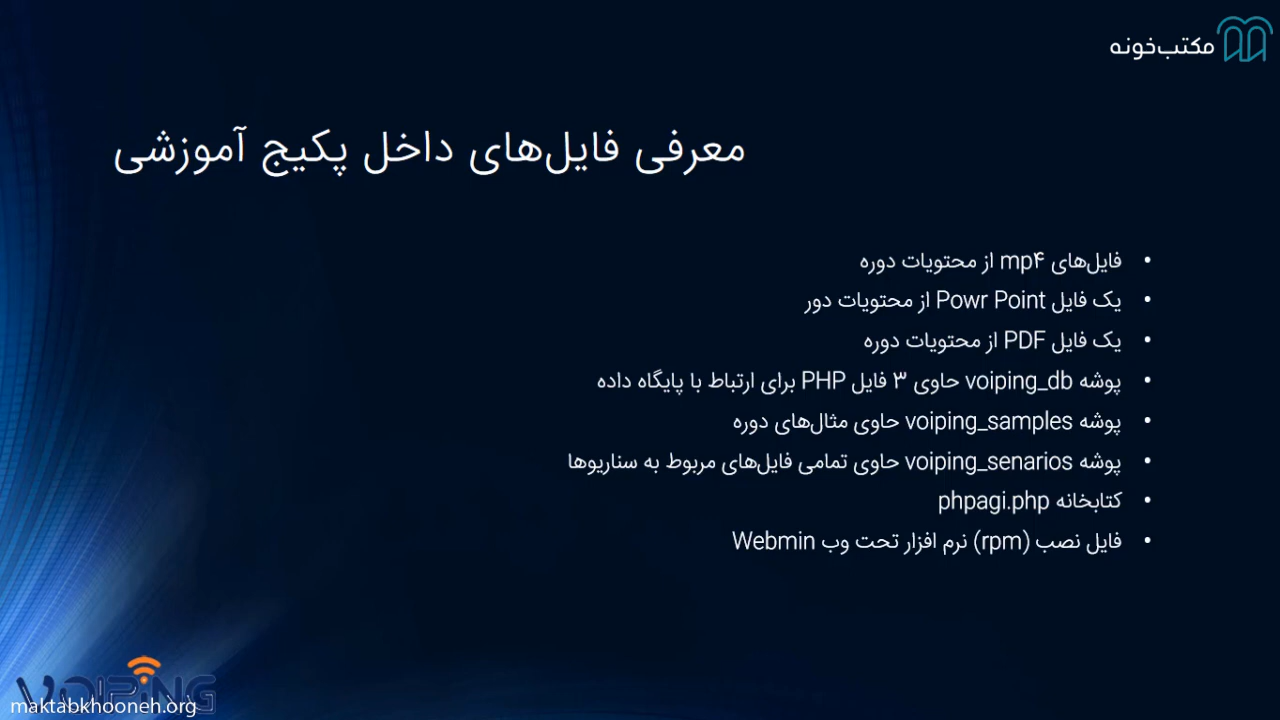 مکتب‌خونه
معرفی فایل‌های داخل پکیج آموزشی
• فایل‌های mp۴ از محتویات دوره
• یک فایل Powr Point از محتویات دور
• یک فایل PDF از محتویات دوره
• پوشه voiping_db حاوی ۳ فایل PHP برای ارتباط با پایگاه داده
• پوشه voiping_samples حاوی مثال‌های دوره
• پوشه voiping_senarios حاوی تمامی فایل‌های مربوط به سناریوها
• کتابخانه phpagi.php
• فایل نصب (rpm) نرم افزار تحت وب Webmin
VOIPING
maktabkhooneh.org